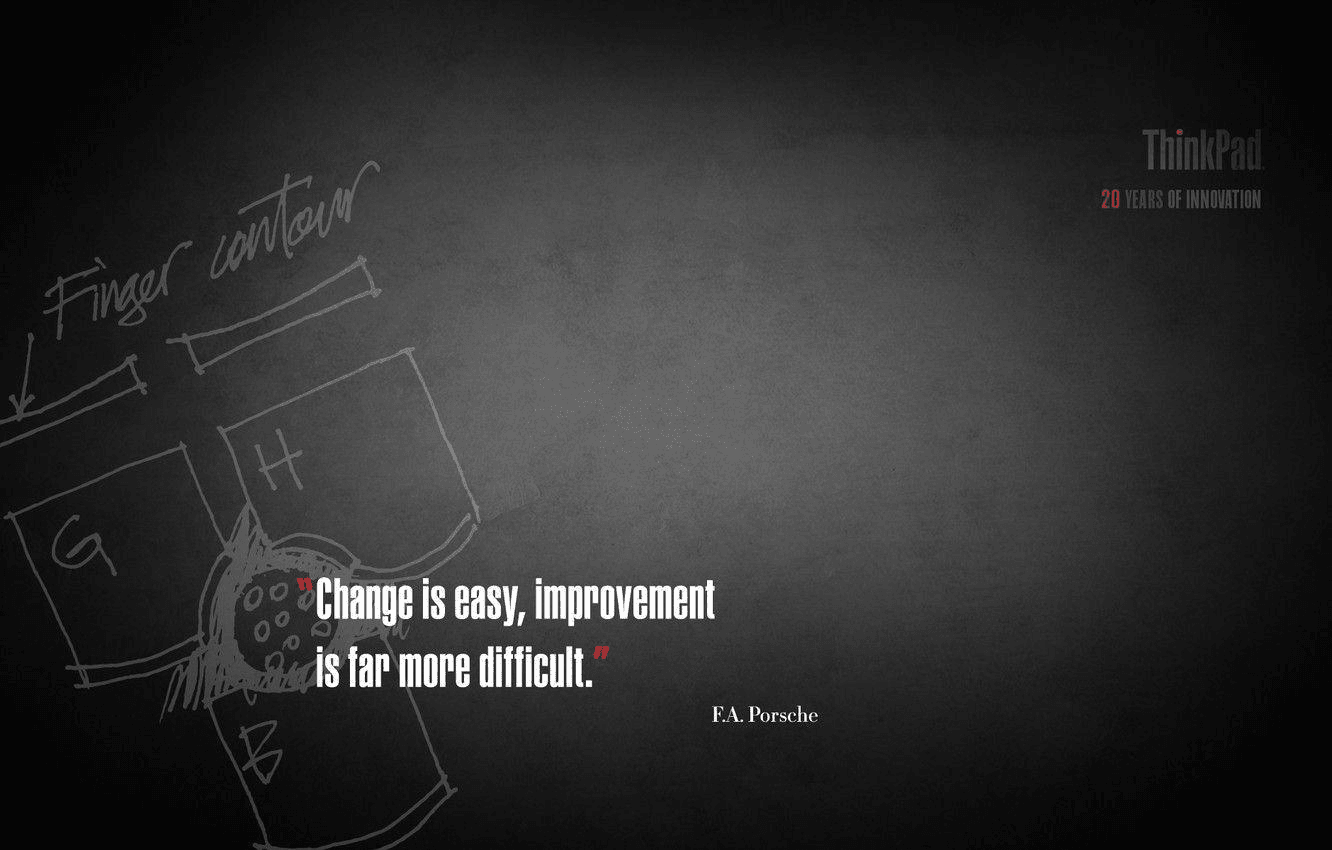 ThinkPad
20 YEARS OF INNOVATION
Finger contour
H
G
"Change is easy, improvement
is far more difficult."
F.A. Porsche
B